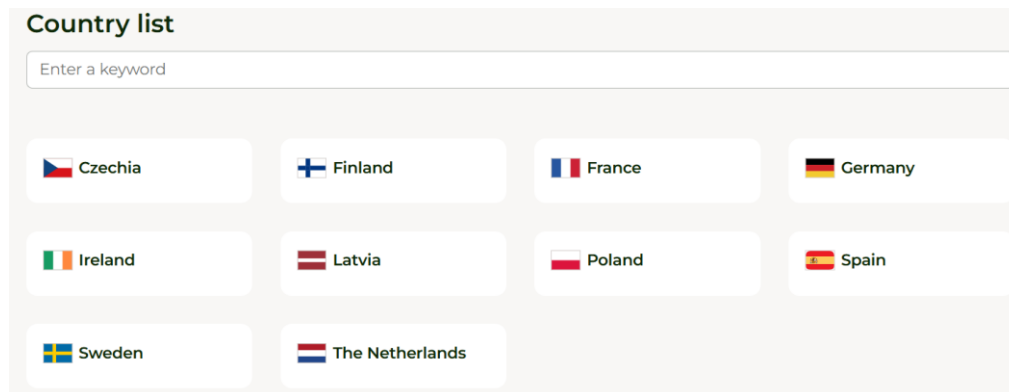 Country list
Enter a keyword
Czechia
Finland
France
Germany
Ireland
Latvia
Poland
Spain
Sweden
The Netherlands